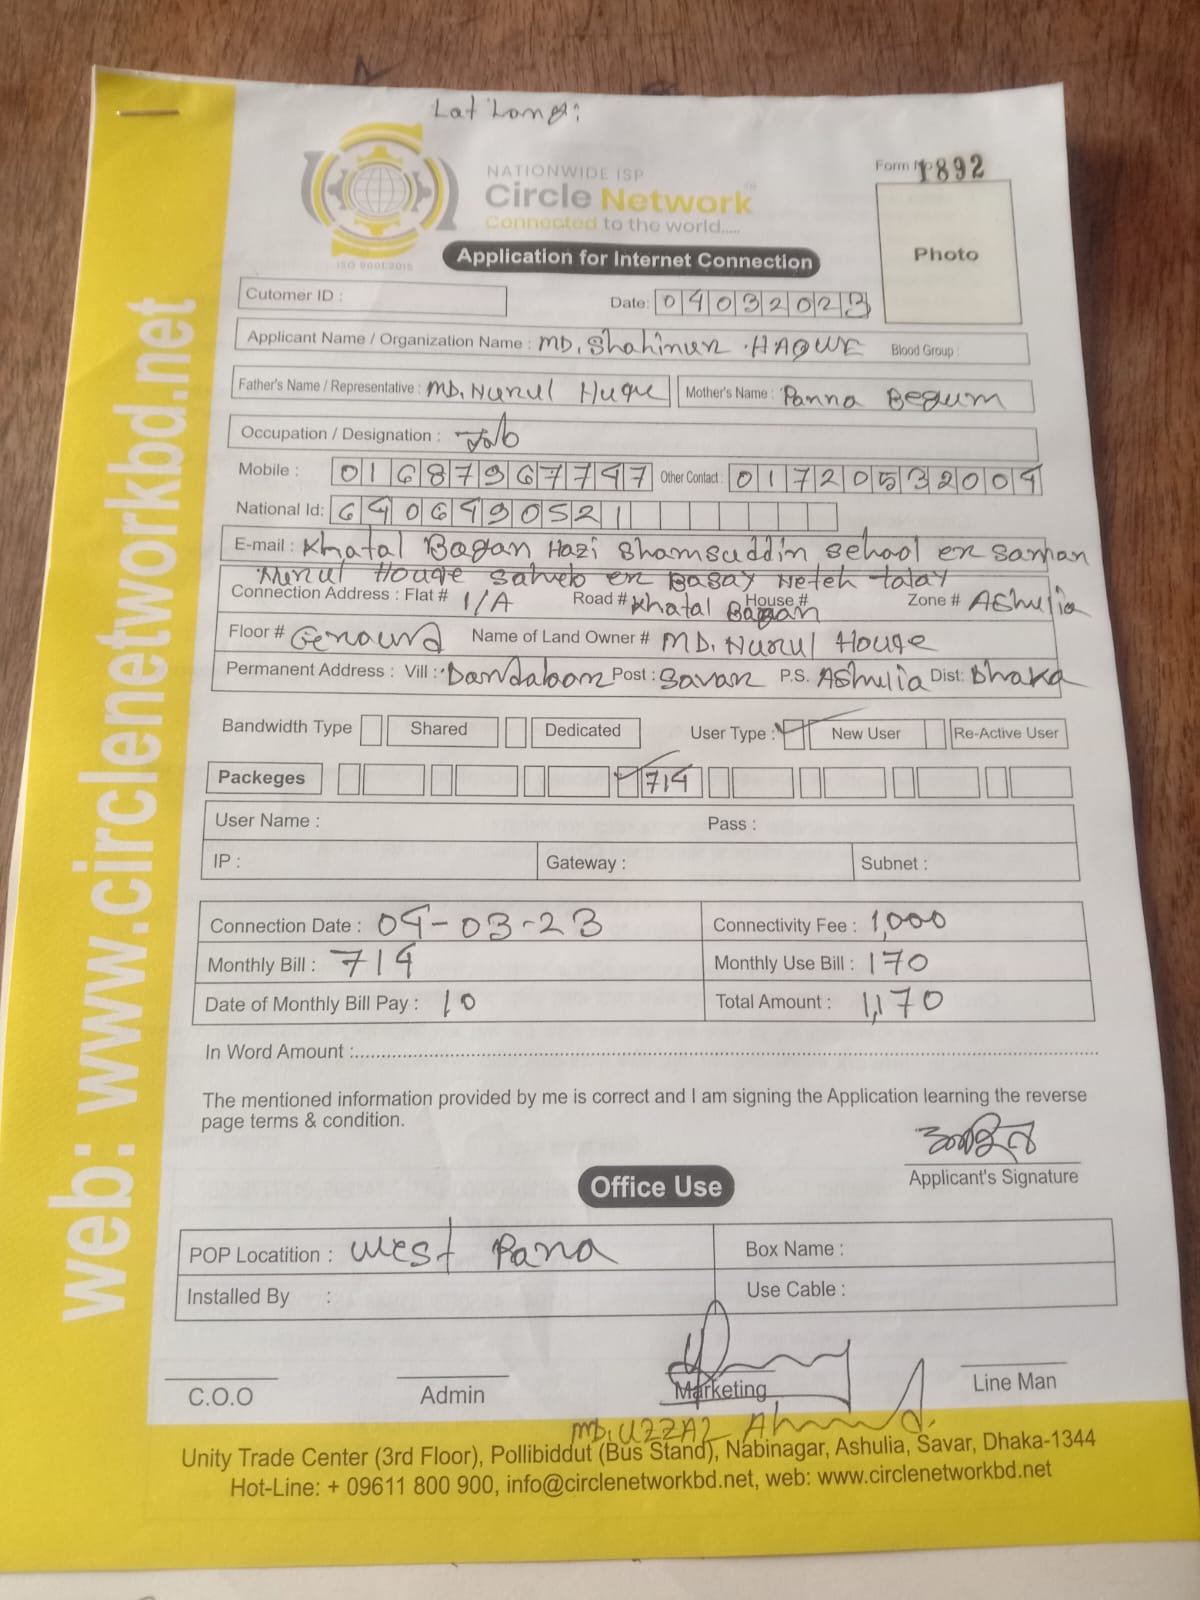 Lat Long:
NATIONWIDE ISP
Circle Network
Connected to the world.....
ISO 9001:2015
Form No 1892
Photo
Application for Internet Connection
Cutomer ID :
Date: 04032023
Applicant Name / Organization Name : MD. Shahinur HAQUE Blood Group :
Father's Name / Representative : MD. Nurul Huqe Mother's Name : Panna Begum
Occupation / Designation : Job
Mobile : 01687967747 Other Contact : 01720532004
National Id: 6406490521
E-mail : Khatal Bagan Hazi Shamsuddin School er Saman
Nurul Houqe Saheb er Basay Neteh talay
Connection Address : Flat # 1/A Road # Khatal Bagan House # Zone # Ashulia
Floor # Genaurd Name of Land Owner # MD. Nurul Houqe
Permanent Address : Vill : Dandaboon Post : Savar P.S. Ashulia Dist: Dhaka
Bandwidth Type Shared Dedicated User Type : New User Re-Active User
Packeges 714
User Name : Pass :
IP : Gateway : Subnet :
Connection Date : 04-03-23 Connectivity Fee : 1,000
Monthly Bill : 714 Monthly Use Bill : 170
Date of Monthly Bill Pay : 10 Total Amount : 1,170
In Word Amount :
The mentioned information provided by me is correct and I am signing the Application learning the reverse
page terms & condition.
Applicant's Signature
Office Use
POP Locatition : West Para Box Name :
Installed By : Use Cable :
C.O.O Admin Marketing Line Man
MD. UZZAL Ahmed.
Unity Trade Center (3rd Floor), Pollibiddut (Bus Stand), Nabinagar, Ashulia, Savar, Dhaka-1344
Hot-Line: + 09611 800 900, info@circlenetworkbd.net, web: www.circlenetworkbd.net
web: www.circlenetworkbd.net